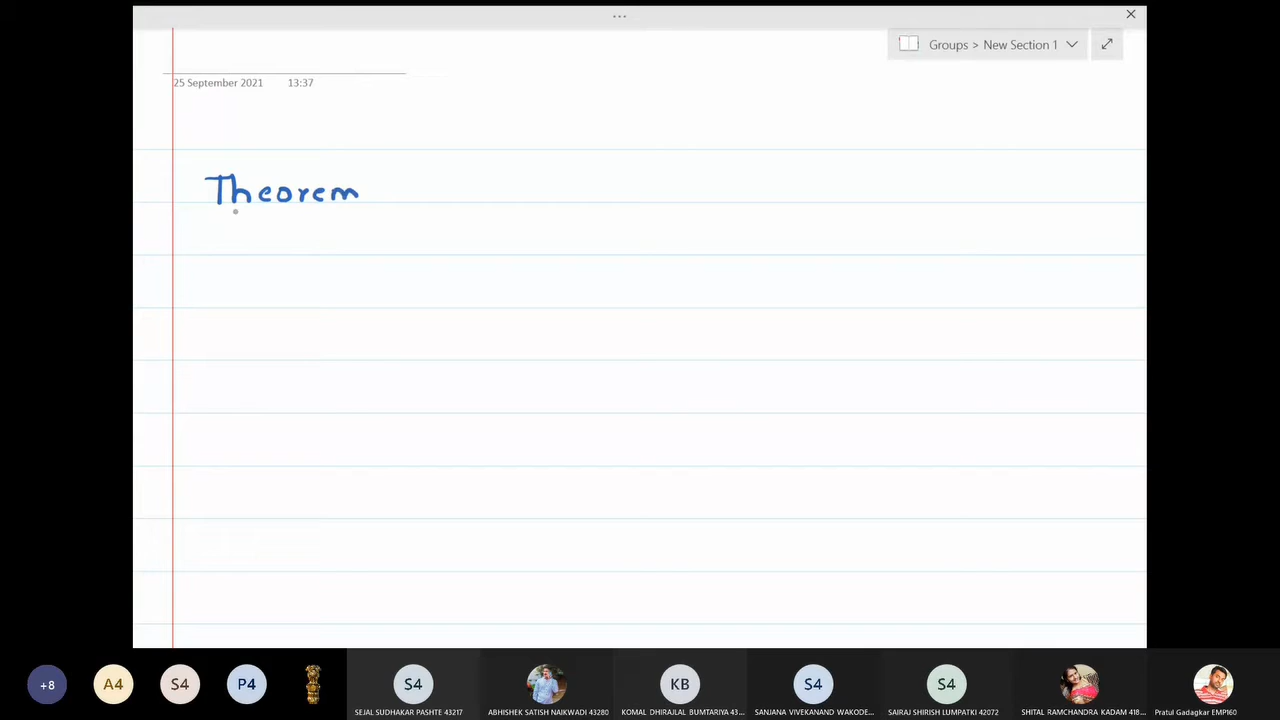 Groups > New Section 1
25 September 2021 13:37
Theorem
+8 A4 S4 P4 S4 KB S4 S4
SEJAL SUDHAKAR PASHTE 43217 ABHISHEK SATISH NAIKWADI 43280 KOMAL DHIRAJLAL BUMTARIYA 43... SANJANA VIVEKANAND WAKODE... SAIRAJ SHIRISH LUMPATKI 42072 SHITAL RAMCHANDRA KADAM 418... Pratul Gadagkar EMP160